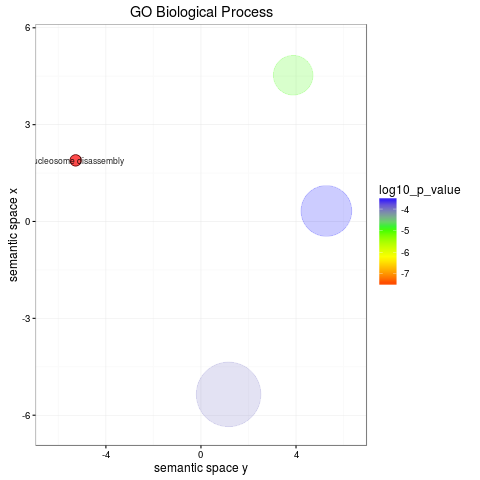 GO Biological Process
6
3
0
-3
-6
semantic space x
ucleosome disassembly
-4
0
4
semantic space y
log10_p_value
-4
-5
-6
-7